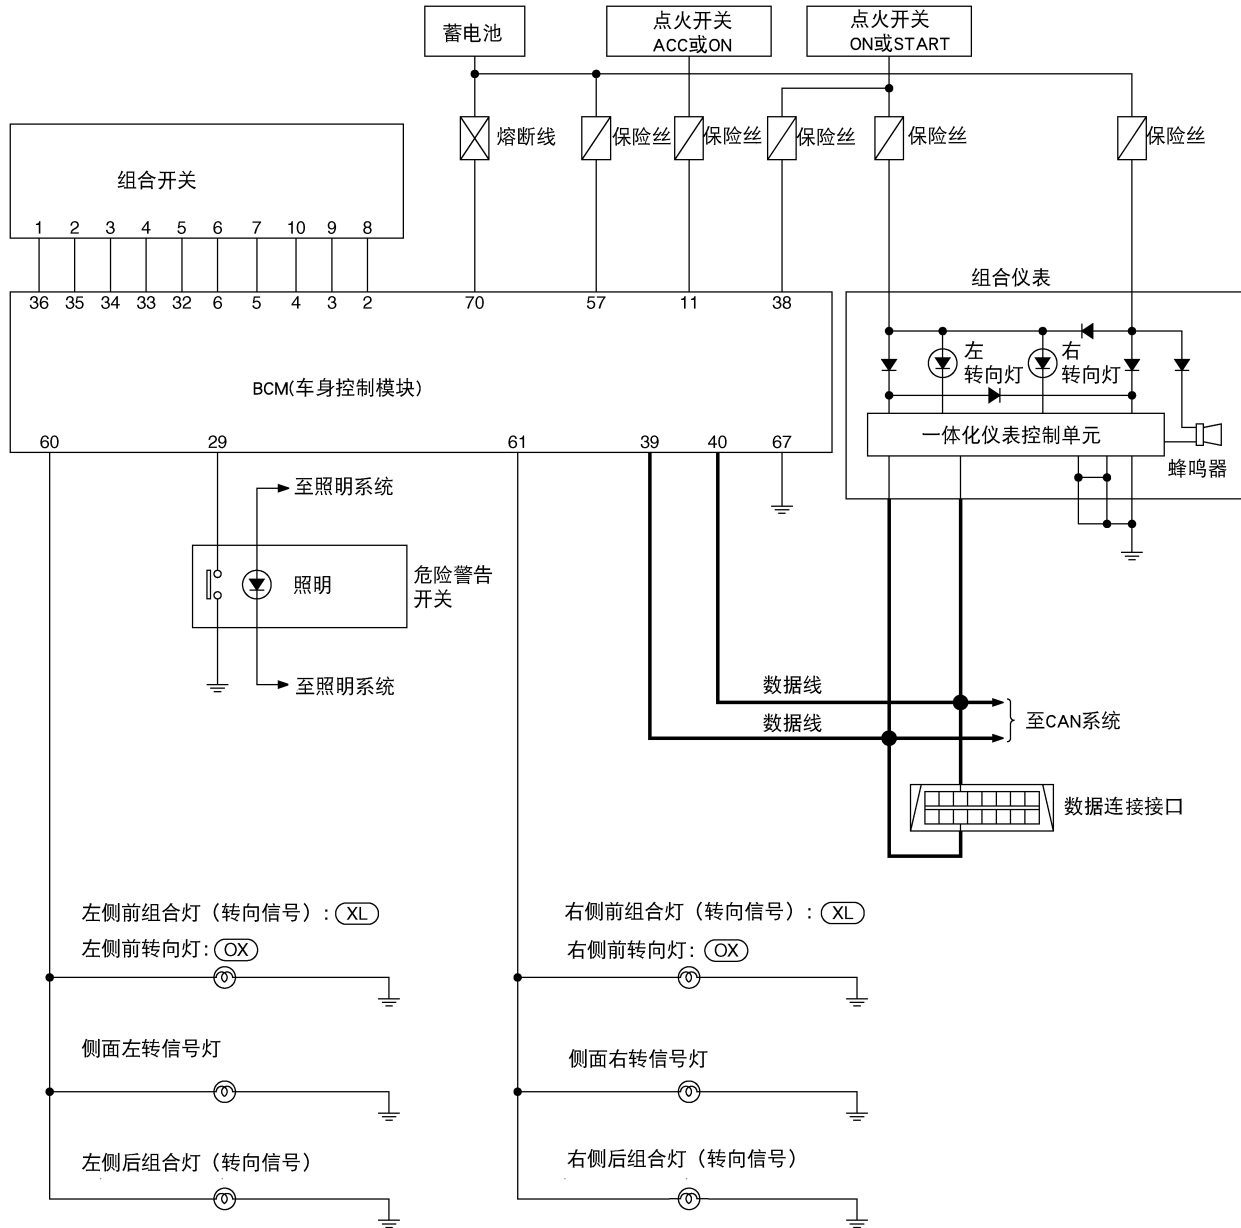 蓄电池
点火开关
ACC或ON
点火开关
ON或START
熔断线
保险丝
保险丝
保险丝
保险丝
保险丝
组合开关
1 2 3 4 5 6 7 10 9 8
36 35 34 33 32 6 5 4 3 2 70 57 11 38
组合仪表
左
转向灯
右
转向灯
BCM(车身控制模块)
一体化仪表控制单元
蜂鸣器
60 29 61 39 40 67
至照明系统
照明
危险警告
开关
至照明系统
数据线
数据线
至CAN系统
数据连接接口
左侧前组合灯（转向信号）: XL
左侧前转向灯: OX
右侧前组合灯（转向信号）: XL
右侧前转向灯: OX
侧面左转信号灯
侧面右转信号灯
左侧后组合灯（转向信号）
右侧后组合灯（转向信号）